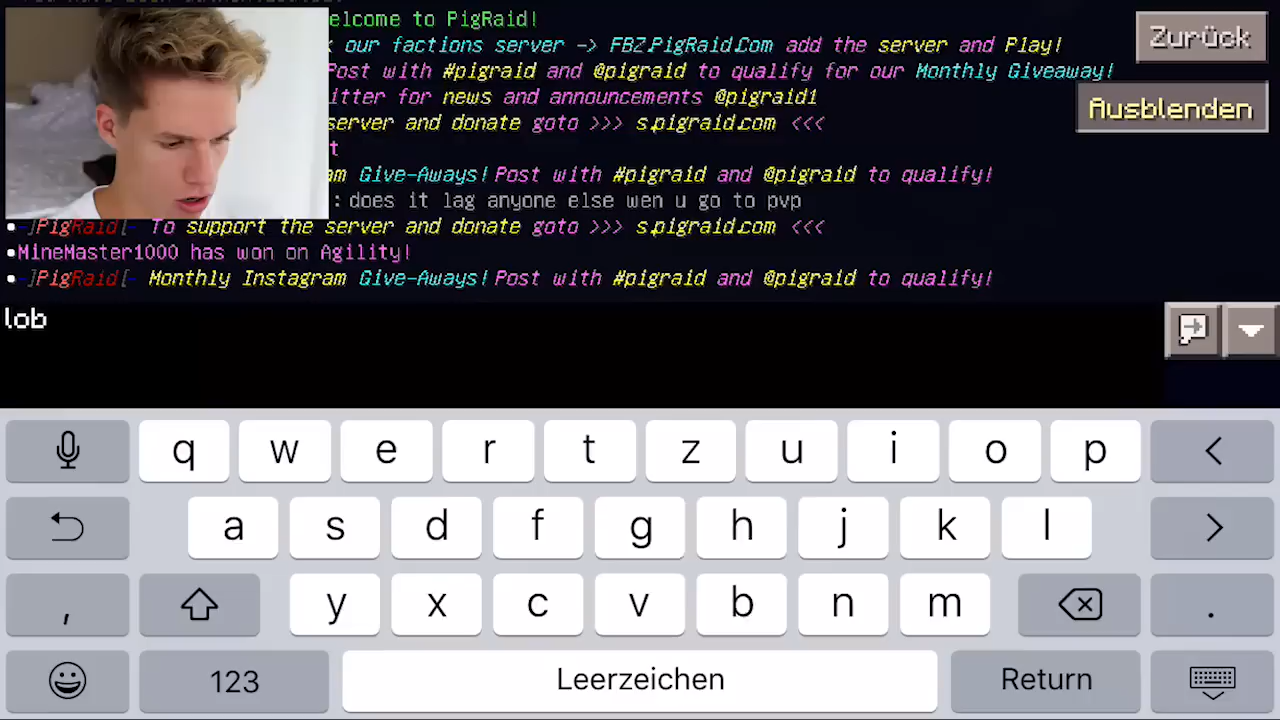 elcome to PigRaid!
k our factions server -> FBZ.PigRaid.Com add the server and Play!
Zurück
Post with #pigraid and @pigraid to qualify for our Monthly Giveaway!
itter for news and announcements @pigraid1
Ausblenden
server and donate goto >>> s.pigraid.com <<<
t
am Give-Aways! Post with #pigraid and @pigraid to qualify!
: does it lag anyone else wen u go to pvp
•-]PigRaid[- To support the server and donate goto >>> s.pigraid.com <<<
•MineMaster1000 has won on Agility!
•-]PigRaid[- Monthly Instagram Give-Aways! Post with #pigraid and @pigraid to qualify!
lob
q w e r t z u i o p <
a s d f g h j k l >
, y x c v b n m .
123 Leerzeichen Return